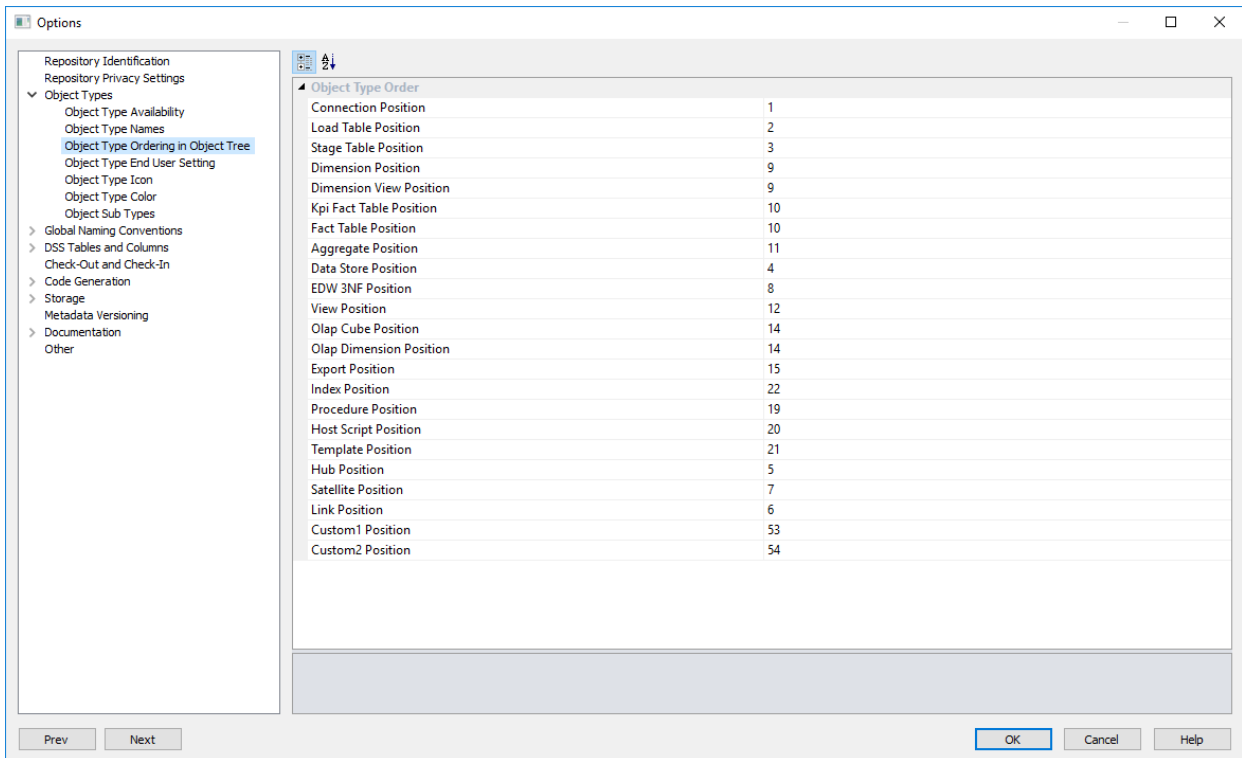 Options
Repository Identification
Repository Privacy Settings
Object Types
Object Type Availability
Object Type Names
Object Type Ordering in Object Tree
Object Type End User Setting
Object Type Icon
Object Type Color
Object Sub Types
Global Naming Conventions
DSS Tables and Columns
Check-Out and Check-In
Code Generation
Storage
Metadata Versioning
Documentation
Other
Object Type Order
Connection Position 1
Load Table Position 2
Stage Table Position 3
Dimension Position 9
Dimension View Position 9
Kpi Fact Table Position 10
Fact Table Position 10
Aggregate Position 11
Data Store Position 4
EDW 3NF Position 8
View Position 12
Olap Cube Position 14
Olap Dimension Position 14
Export Position 15
Index Position 22
Procedure Position 19
Host Script Position 20
Template Position 21
Hub Position 5
Satellite Position 7
Link Position 6
Custom1 Position 53
Custom2 Position 54
Prev Next OK Cancel Help